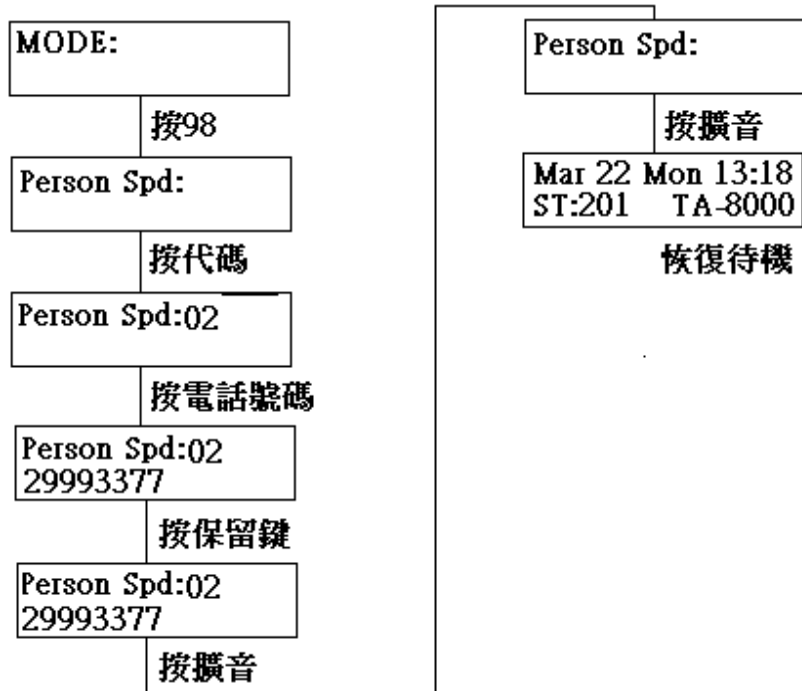 MODE:
按98
Person Spd:
按代碼
Person Spd:02
按電話號碼
Person Spd:02
29993377
按保留鍵
Person Spd:02
29993377
按擴音
Person Spd:
按擴音
Mar 22 Mon 13:18
ST:201 TA-8000
恢復待機